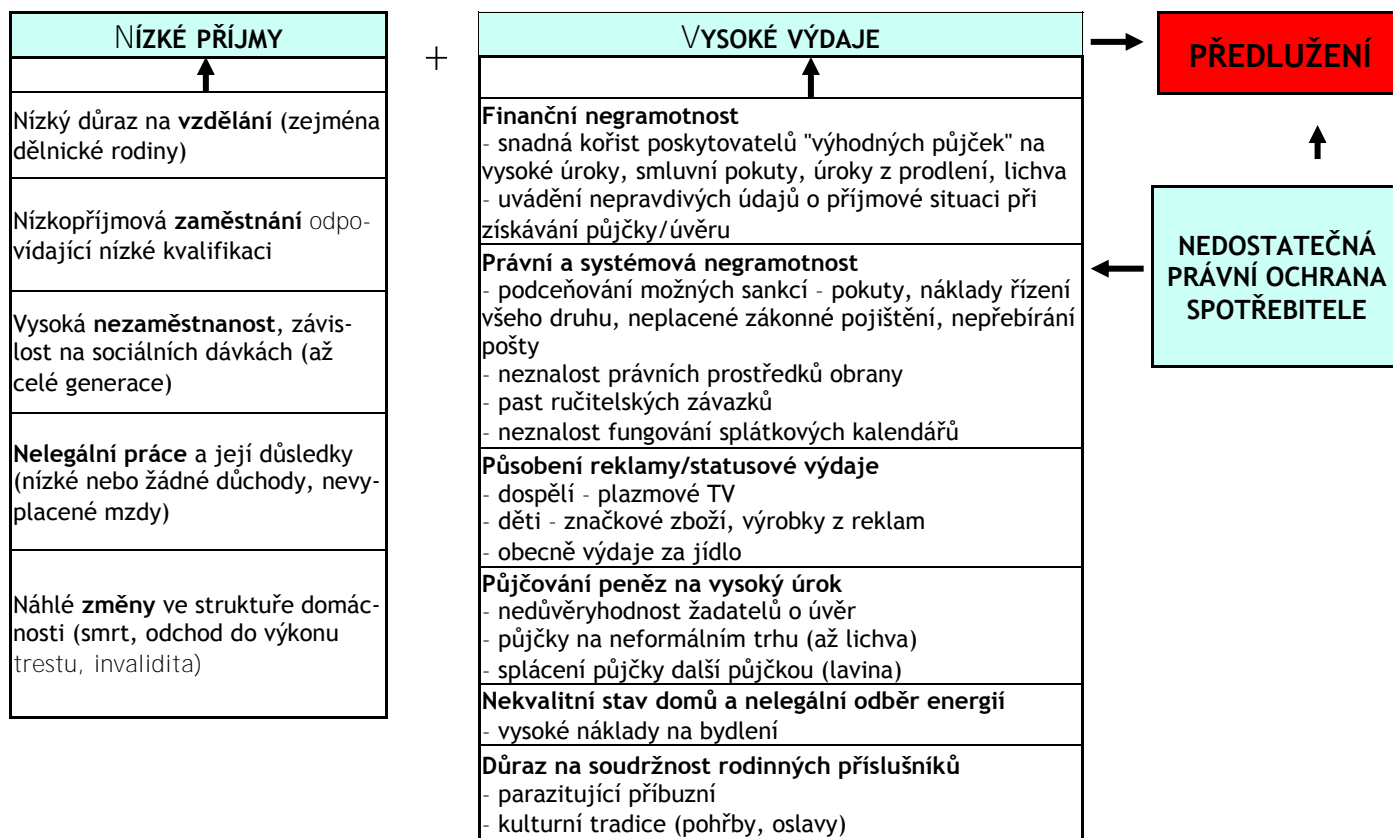 NÍZKÉ PŘÍJMY
Nízký důraz na vzdělání (zejména
dělnické rodiny)
Nízkopříjmová zaměstnání odpo-
vídající nízké kvalifikaci
Vysoká nezaměstnanost, závis-
lost na sociálních dávkách (až
celé generace)
Nelegální práce a její důsledky
(nízké nebo žádné důchody, nevy-
placené mzdy)
Náhlé změny ve struktuře domác-
nosti (smrt, odchod do výkonu
trestu, invalidita)
+
VYSOKÉ VÝDAJE
Finanční negramotnost
- snadná kořist poskytovatelů "výhodných půjček" na
vysoké úroky, smluvní pokuty, úroky z prodlení, lichva
- uvádění nepravdivých údajů o příjmové situaci při
získávání půjčky/úvěru
Právní a systémová negramotnost
- podceňování možných sankcí - pokuty, náklady řízení
všeho druhu, neplacené zákonné pojištění, nepřebírání
pošty
- neznalost právních prostředků obrany
- past ručitelských závazků
- neznalost fungování splátkových kalendářů
Působení reklamy/statusové výdaje
- dospělí - plazmové TV
- děti - značkové zboží, výrobky z reklam
- obecně výdaje za jídlo
Půjčování peněz na vysoký úrok
- nedůvěryhodnost žadatelů o úvěr
- půjčky na neformálním trhu (až lichva)
- splácení půjčky další půjčkou (lavina)
Nekvalitní stav domů a nelegální odběr energií
- vysoké náklady na bydlení
Důraz na soudržnost rodinných příslušníků
- parazitující příbuzní
- kulturní tradice (pohřby, oslavy)
PŘEDLUŽENÍ
NEDOSTATEČNÁ
PRÁVNÍ OCHRANA
SPOTŘEBITELE